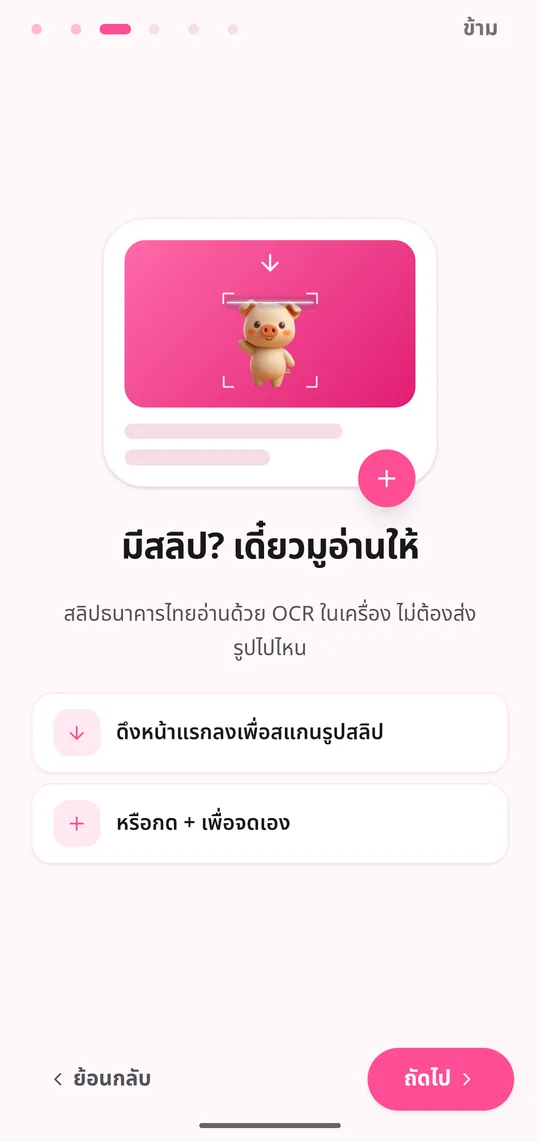 ข้าม
มีสลิป? เดี๋ยวมูอ่านให้
สลิปธนาคารไทยอ่านด้วย OCR ในเครื่อง ไม่ต้องส่ง
รูปไปไหน
ดึงหน้าแรกลงเพื่อสแกนรูปสลิป
หรือกด + เพื่อจดเอง
ย้อนกลับ
ถัดไป